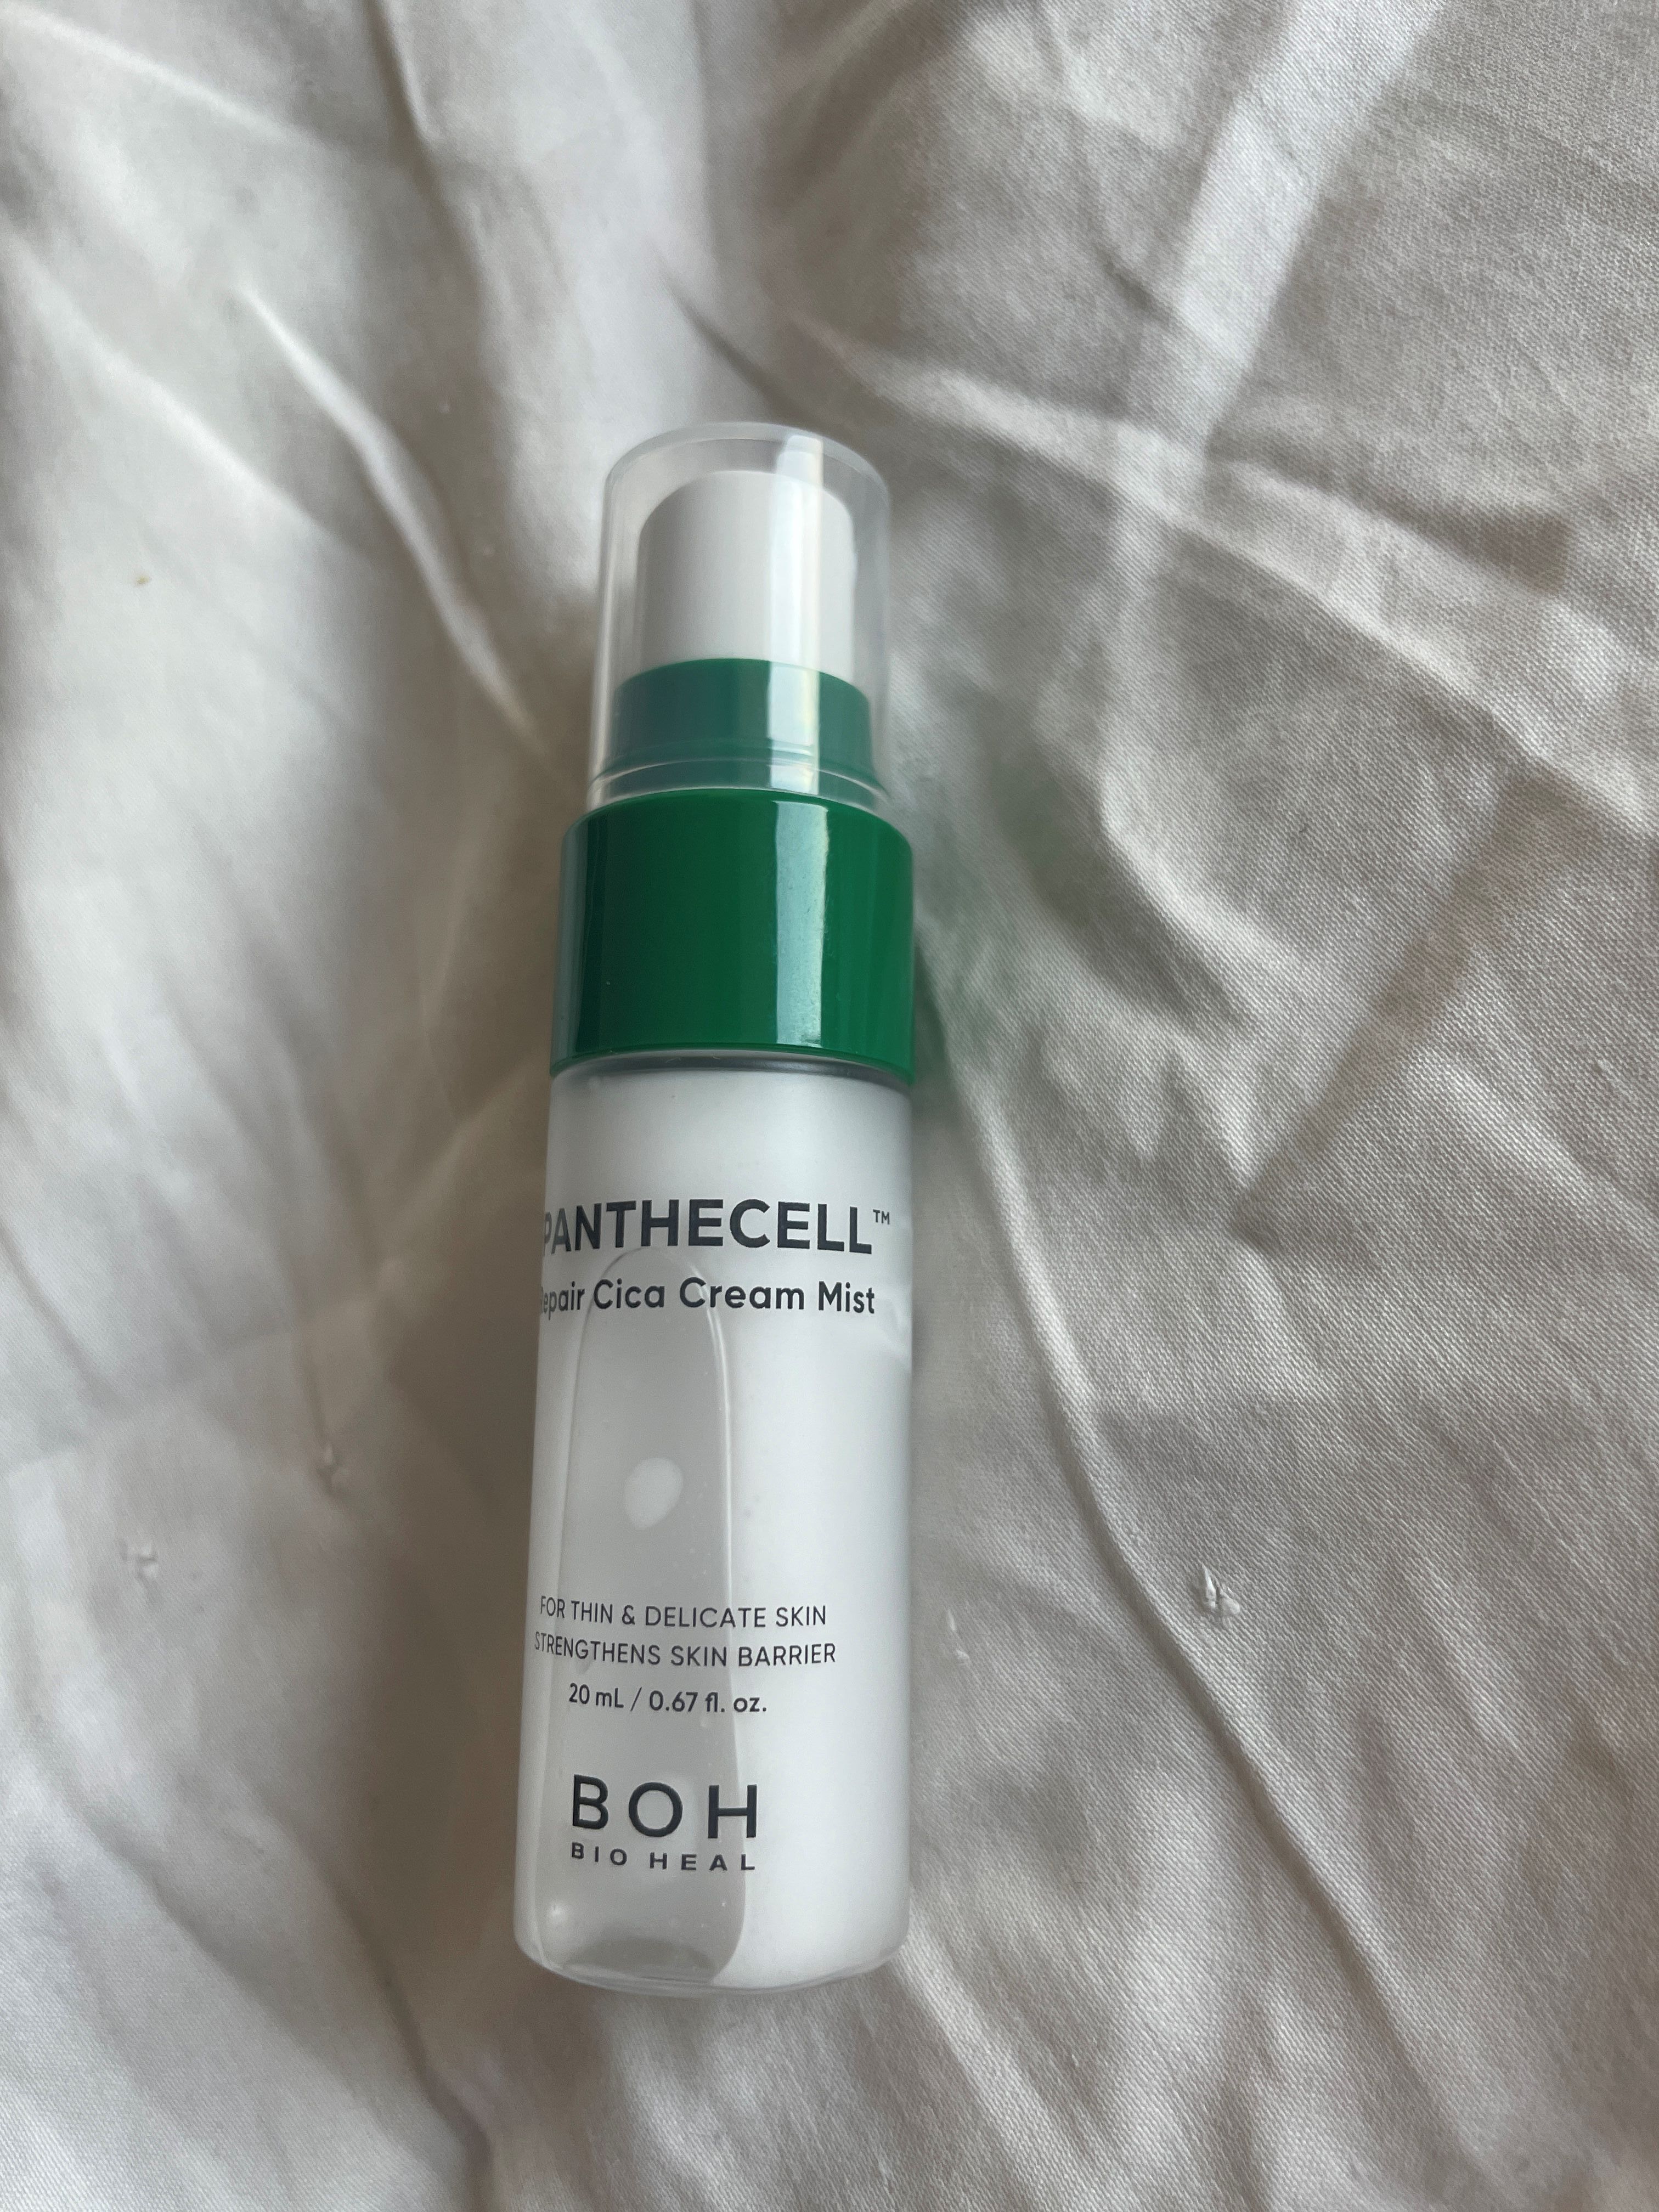 PANTHECELL™
Repair Cica Cream Mist
FOR THIN & DELICATE SKIN
STRENGTHENS SKIN BARRIER
20 mL / 0.67 fl. oz.
BOH
BIO HEAL